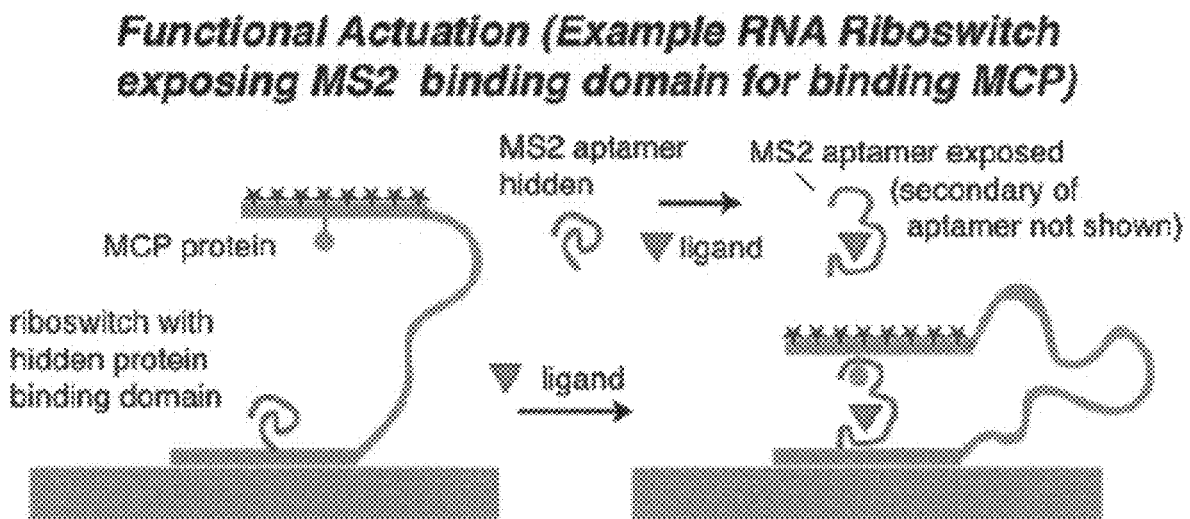 Functional Actuation (Example RNA Riboswitch
exposing MS2 binding domain for binding MCP)
MS2 aptamer
hidden
MS2 aptamer exposed
(secondary of
aptamer not shown)
ligand
MCP protein
riboswitch with
hidden protein
binding domain
ligand